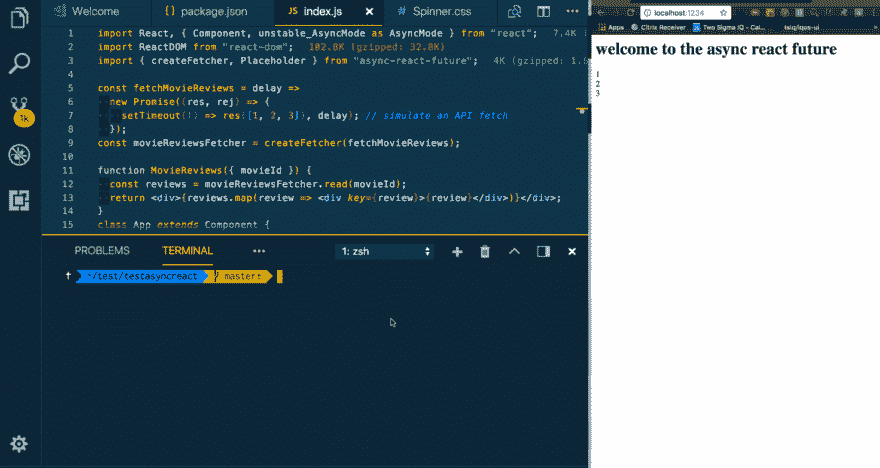 Welcome
{} package.json
JS index.js ×
# Spinner.css
•••
1 import React, { Component, unstable_AsyncMode as AsyncMode } from "react"; 7.4K
2 import ReactDOM from "react-dom"; 102.8K (gzipped: 32.8K)
3 import { createFetcher, Placeholder } from "async-react-future"; 4K (gzipped: 1.5
4
5 const fetchMovieReviews = delay =>
6 new Promise((res, rej) => {
7 setTimeout(() => res([1, 2, 3]), delay); // simulate an API fetch
8 });
9 const movieReviewsFetcher = createFetcher(fetchMovieReviews);
10
11 function MovieReviews({ movieId }) {
12 const reviews = movieReviewsFetcher.read(movieId);
13 return <div>{reviews.map(review => <div key={review}>{review}</div>)}</div>;
14 }
15 class App extends Component {
1K
PROBLEMS TERMINAL ••• 1: zsh
~/test/testasyncreact master
localhost:1234
Apps Citrix Receiver Two Sigma IQ - Cal...
welcome to the async react future
1
2
3